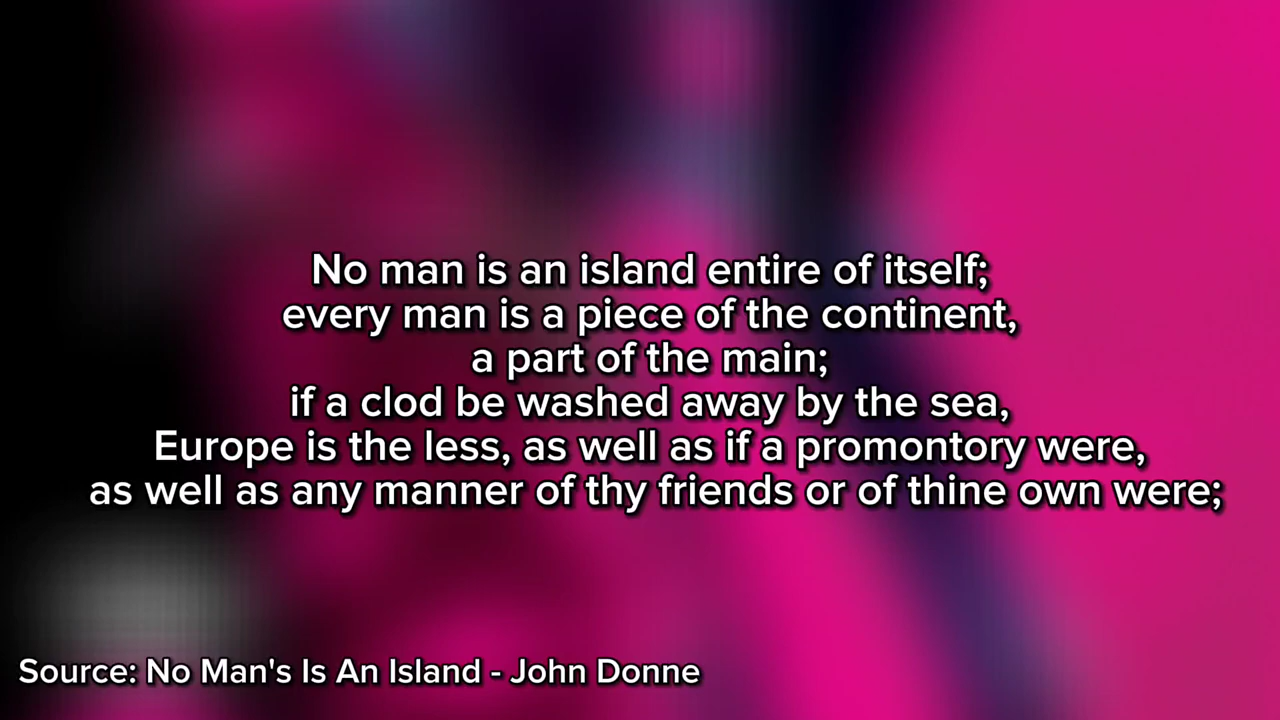 No man is an island entire of itself;
every man is a piece of the continent,
a part of the main;
if a clod be washed away by the sea,
Europe is the less, as well as if a promontory were,
as well as any manner of thy friends or of thine own were;
Source: No Man's Is An Island - John Donne